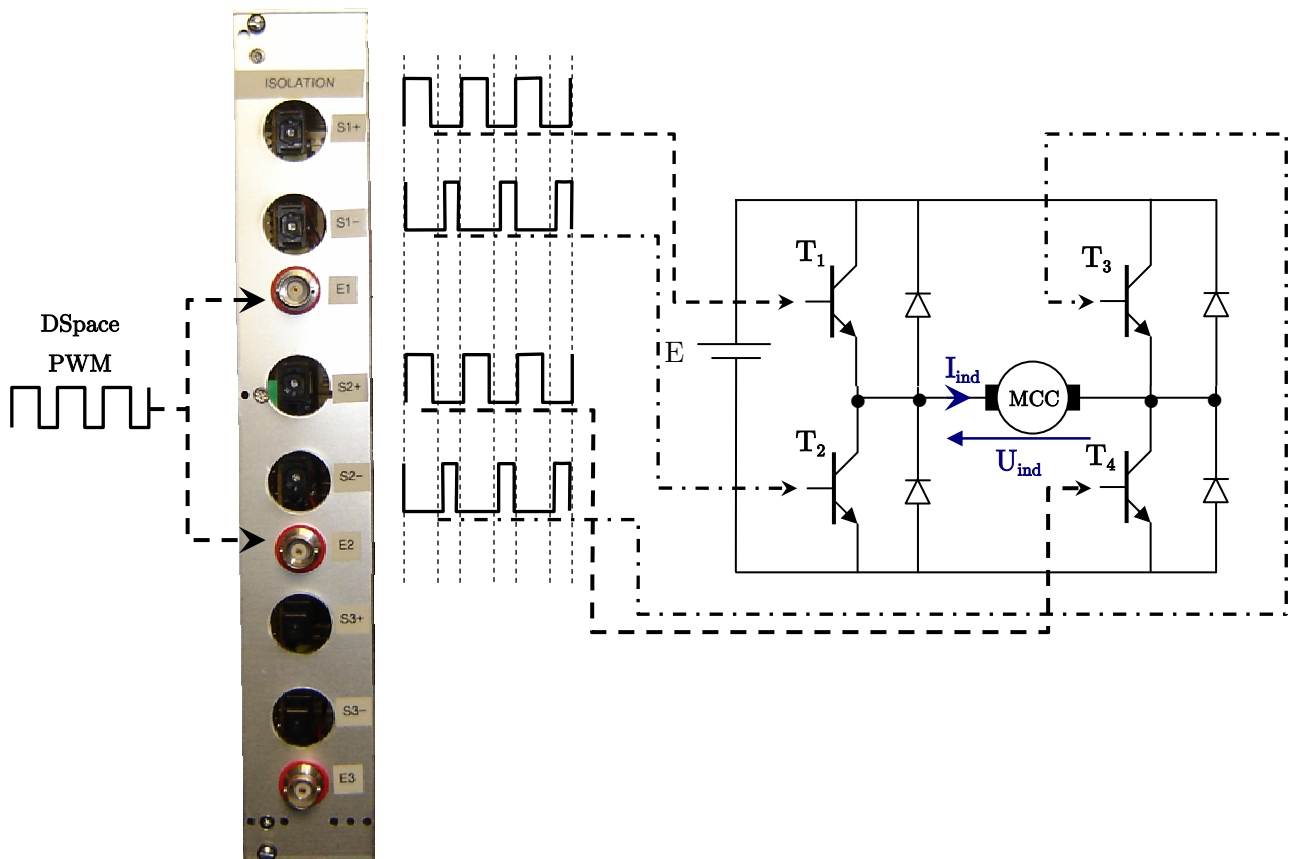 ISOLATION
S1+
S1-
E1
DSpace
PWM
S2+
S2-
E2
S3+
S3-
E3
T1
T3
E
Iind
MCC
Uind
T2
T4